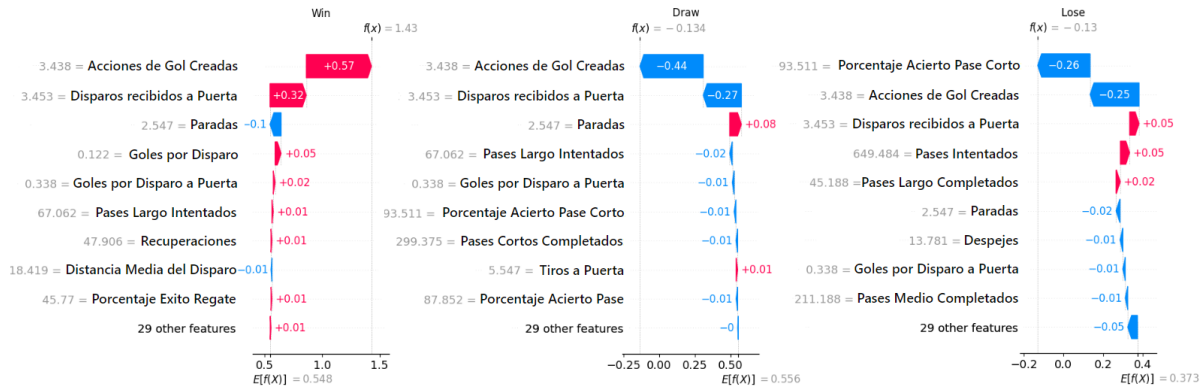 Win
f(x) = 1.43
3.438 = Acciones de Gol Creadas
+0.57
3.453 = Disparos recibidos a Puerta
+0.32
2.547 = Paradas
−0.1
0.122 = Goles por Disparo
+0.05
0.338 = Goles por Disparo a Puerta
+0.02
67.062 = Pases Largo Intentados
+0.01
47.906 = Recuperaciones
+0.01
18.419 = Distancia Media del Disparo
−0.01
45.77 = Porcentaje Exito Regate
+0.01
29 other features
+0.01
0.5 1.0 1.5
E[f(X)] = 0.548
Draw
f(x) = −0.134
3.438 = Acciones de Gol Creadas
−0.44
3.453 = Disparos recibidos a Puerta
−0.27
2.547 = Paradas
+0.08
67.062 = Pases Largo Intentados
−0.02
0.338 = Goles por Disparo a Puerta
−0.01
93.511 = Porcentaje Acierto Pase Corto
−0.01
299.375 = Pases Cortos Completados
−0.01
5.547 = Tiros a Puerta
+0.01
87.852 = Porcentaje Acierto Pase
−0.01
29 other features
−0
−0.25 0.00 0.25 0.50
E[f(X)] = 0.556
Lose
f(x) = −0.13
93.511 = Porcentaje Acierto Pase Corto
−0.26
3.438 = Acciones de Gol Creadas
−0.25
3.453 = Disparos recibidos a Puerta
+0.05
649.484 = Pases Intentados
+0.05
45.188 =Pases Largo Completados
+0.02
2.547 = Paradas
−0.02
13.781 = Despejes
−0.01
0.338 = Goles por Disparo a Puerta
−0.01
211.188 = Pases Medio Completados
−0.01
29 other features
−0.05
−0.2 0.0 0.2 0.4
E[f(X)] = 0.373